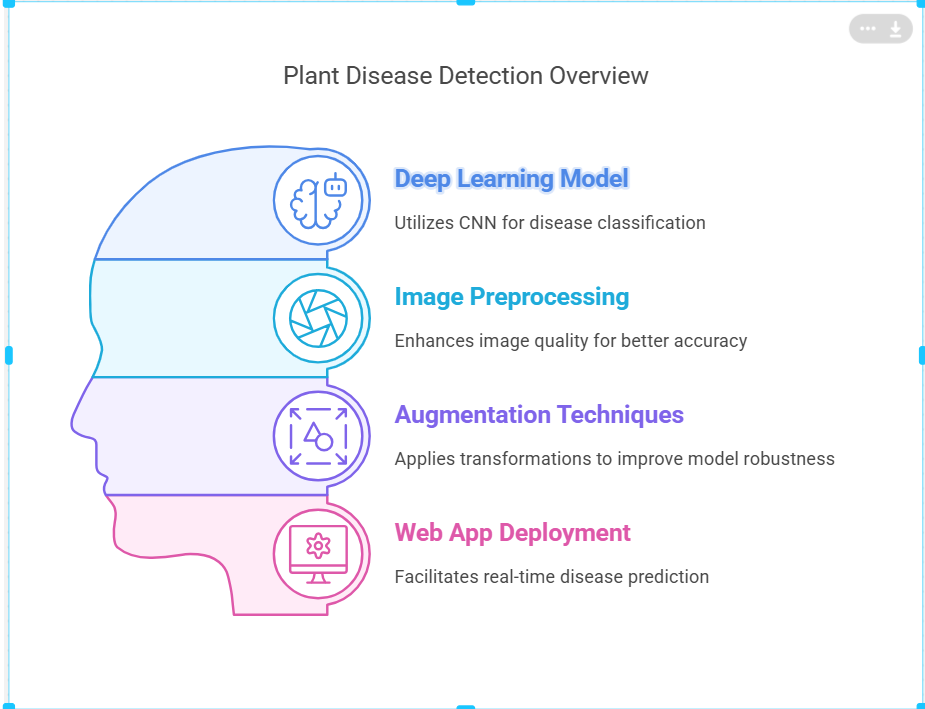 Plant Disease Detection Overview
Deep Learning Model
Utilizes CNN for disease classification
Image Preprocessing
Enhances image quality for better accuracy
Augmentation Techniques
Applies transformations to improve model robustness
Web App Deployment
Facilitates real-time disease prediction